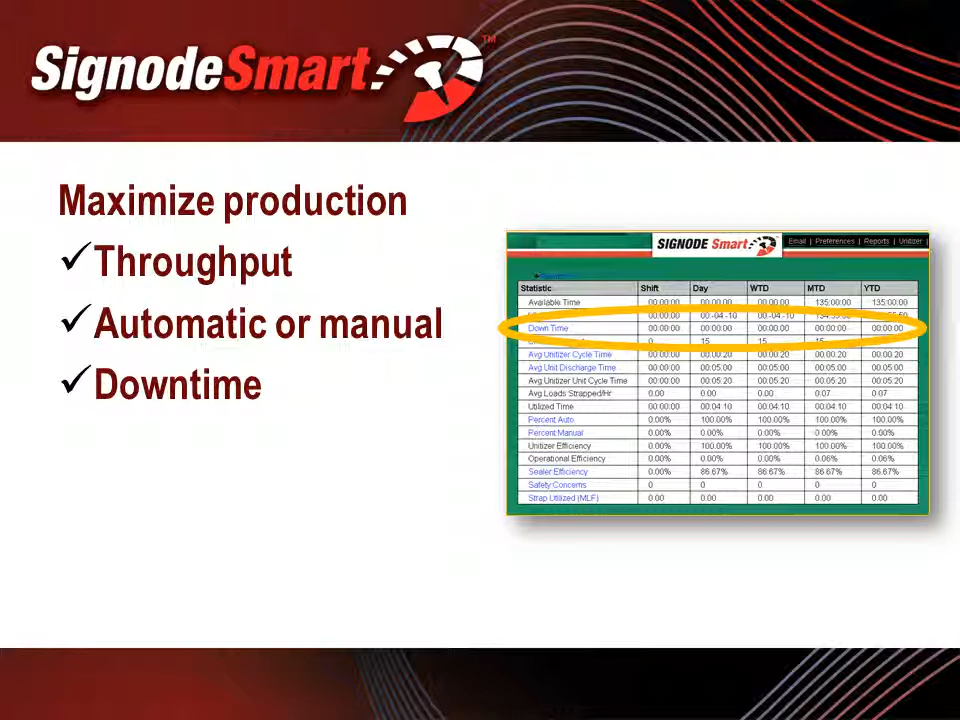 SignodeSmart.™
Maximize production
✓Throughput
✓Automatic or manual
✓Downtime
SIGNODE Smart
Email | Preferences | Reports | Unitizer |
Statistic Shift Day WTD MTD YTD
Available Time 00:00:00 00:00:00 00:00:00 135:00:00 135:00:00
Down Time 00:00:00 00:00:00 00:00:00 00:00:00 00:00:00
Avg Unitizer Cycle Time 00:00:00 00:00:20 00:00:20 00:00:20 00:00:20
Avg Unit Discharge Time 00:00:00 00:05:00 00:05:00 00:05:00 00:05:00
Avg Unitizer Unit Cycle Time 00:00:00 00:05:20 00:05:20 00:05:20 00:05:20
Avg Loads Strapped/Hr 0.00 0.00 0.00 0.07 0.07
Utilized Time 00:00:00 00:04:10 00:04:10 00:04:10 00:04:10
Percent Auto 0.00% 100.00% 100.00% 100.00% 100.00%
Percent Manual 0.00% 0.00% 0.00% 0.00% 0.00%
Unitizer Efficiency 0.00% 100.00% 100.00% 100.00% 100.00%
Operational Efficiency 0.00% 0.00% 0.00% 0.06% 0.06%
Sealer Efficiency 0.00% 86.67% 86.67% 86.67% 86.67%
Safety Concerns 0 0 0 0 0
Strap Utilized (MLF) 0.00 0.00 0.00 0.00 0.00